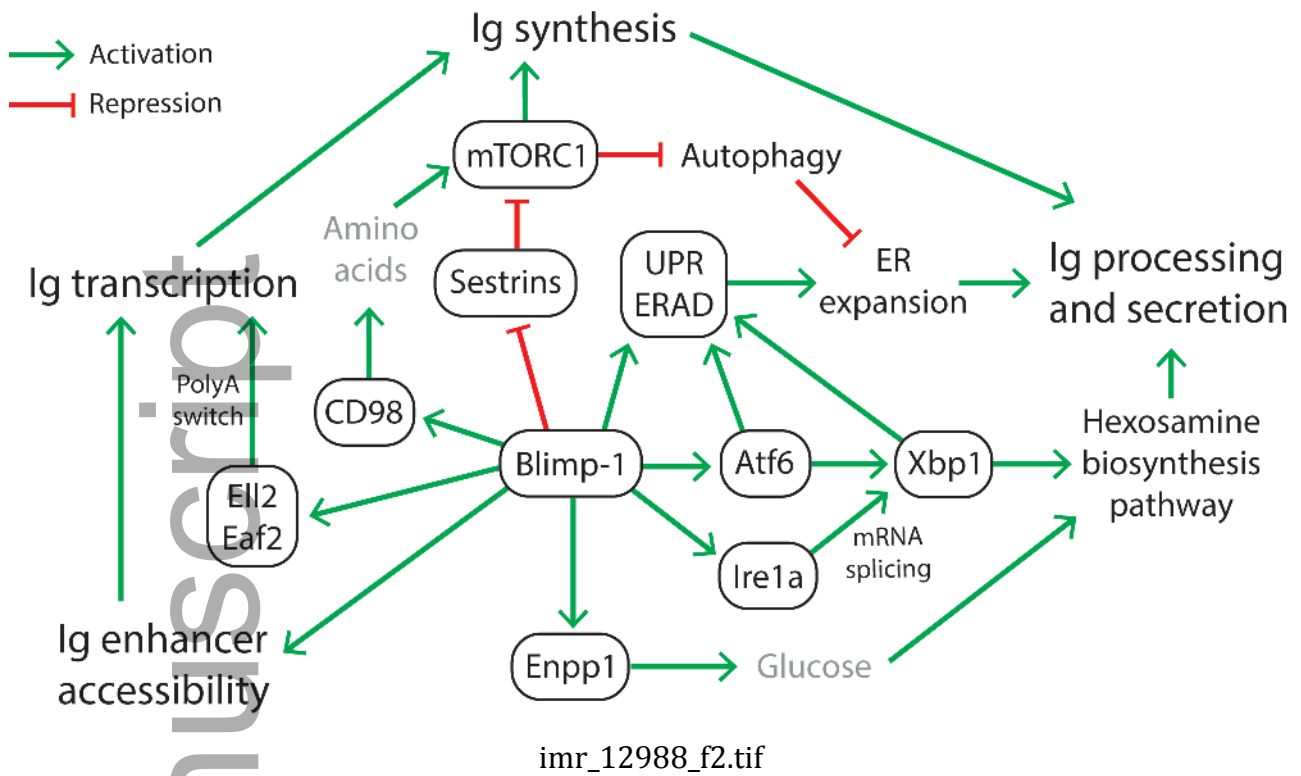 Ig synthesis
Activation
Repression
mTORC1
Autophagy
Amino
acids
Sestrins
UPR
ERAD
ER
expansion
Ig processing
and secretion
Ig transcription
PolyA
switch
CD98
Blimp-1
Atf6
Xbp1
Hexosamine
biosynthesis
pathway
Ell2
Eaf2
mRNA
splicing
Ire1a
Ig enhancer
accessibility
Enpp1
Glucose
nuscript
imr_12988_f2.tif